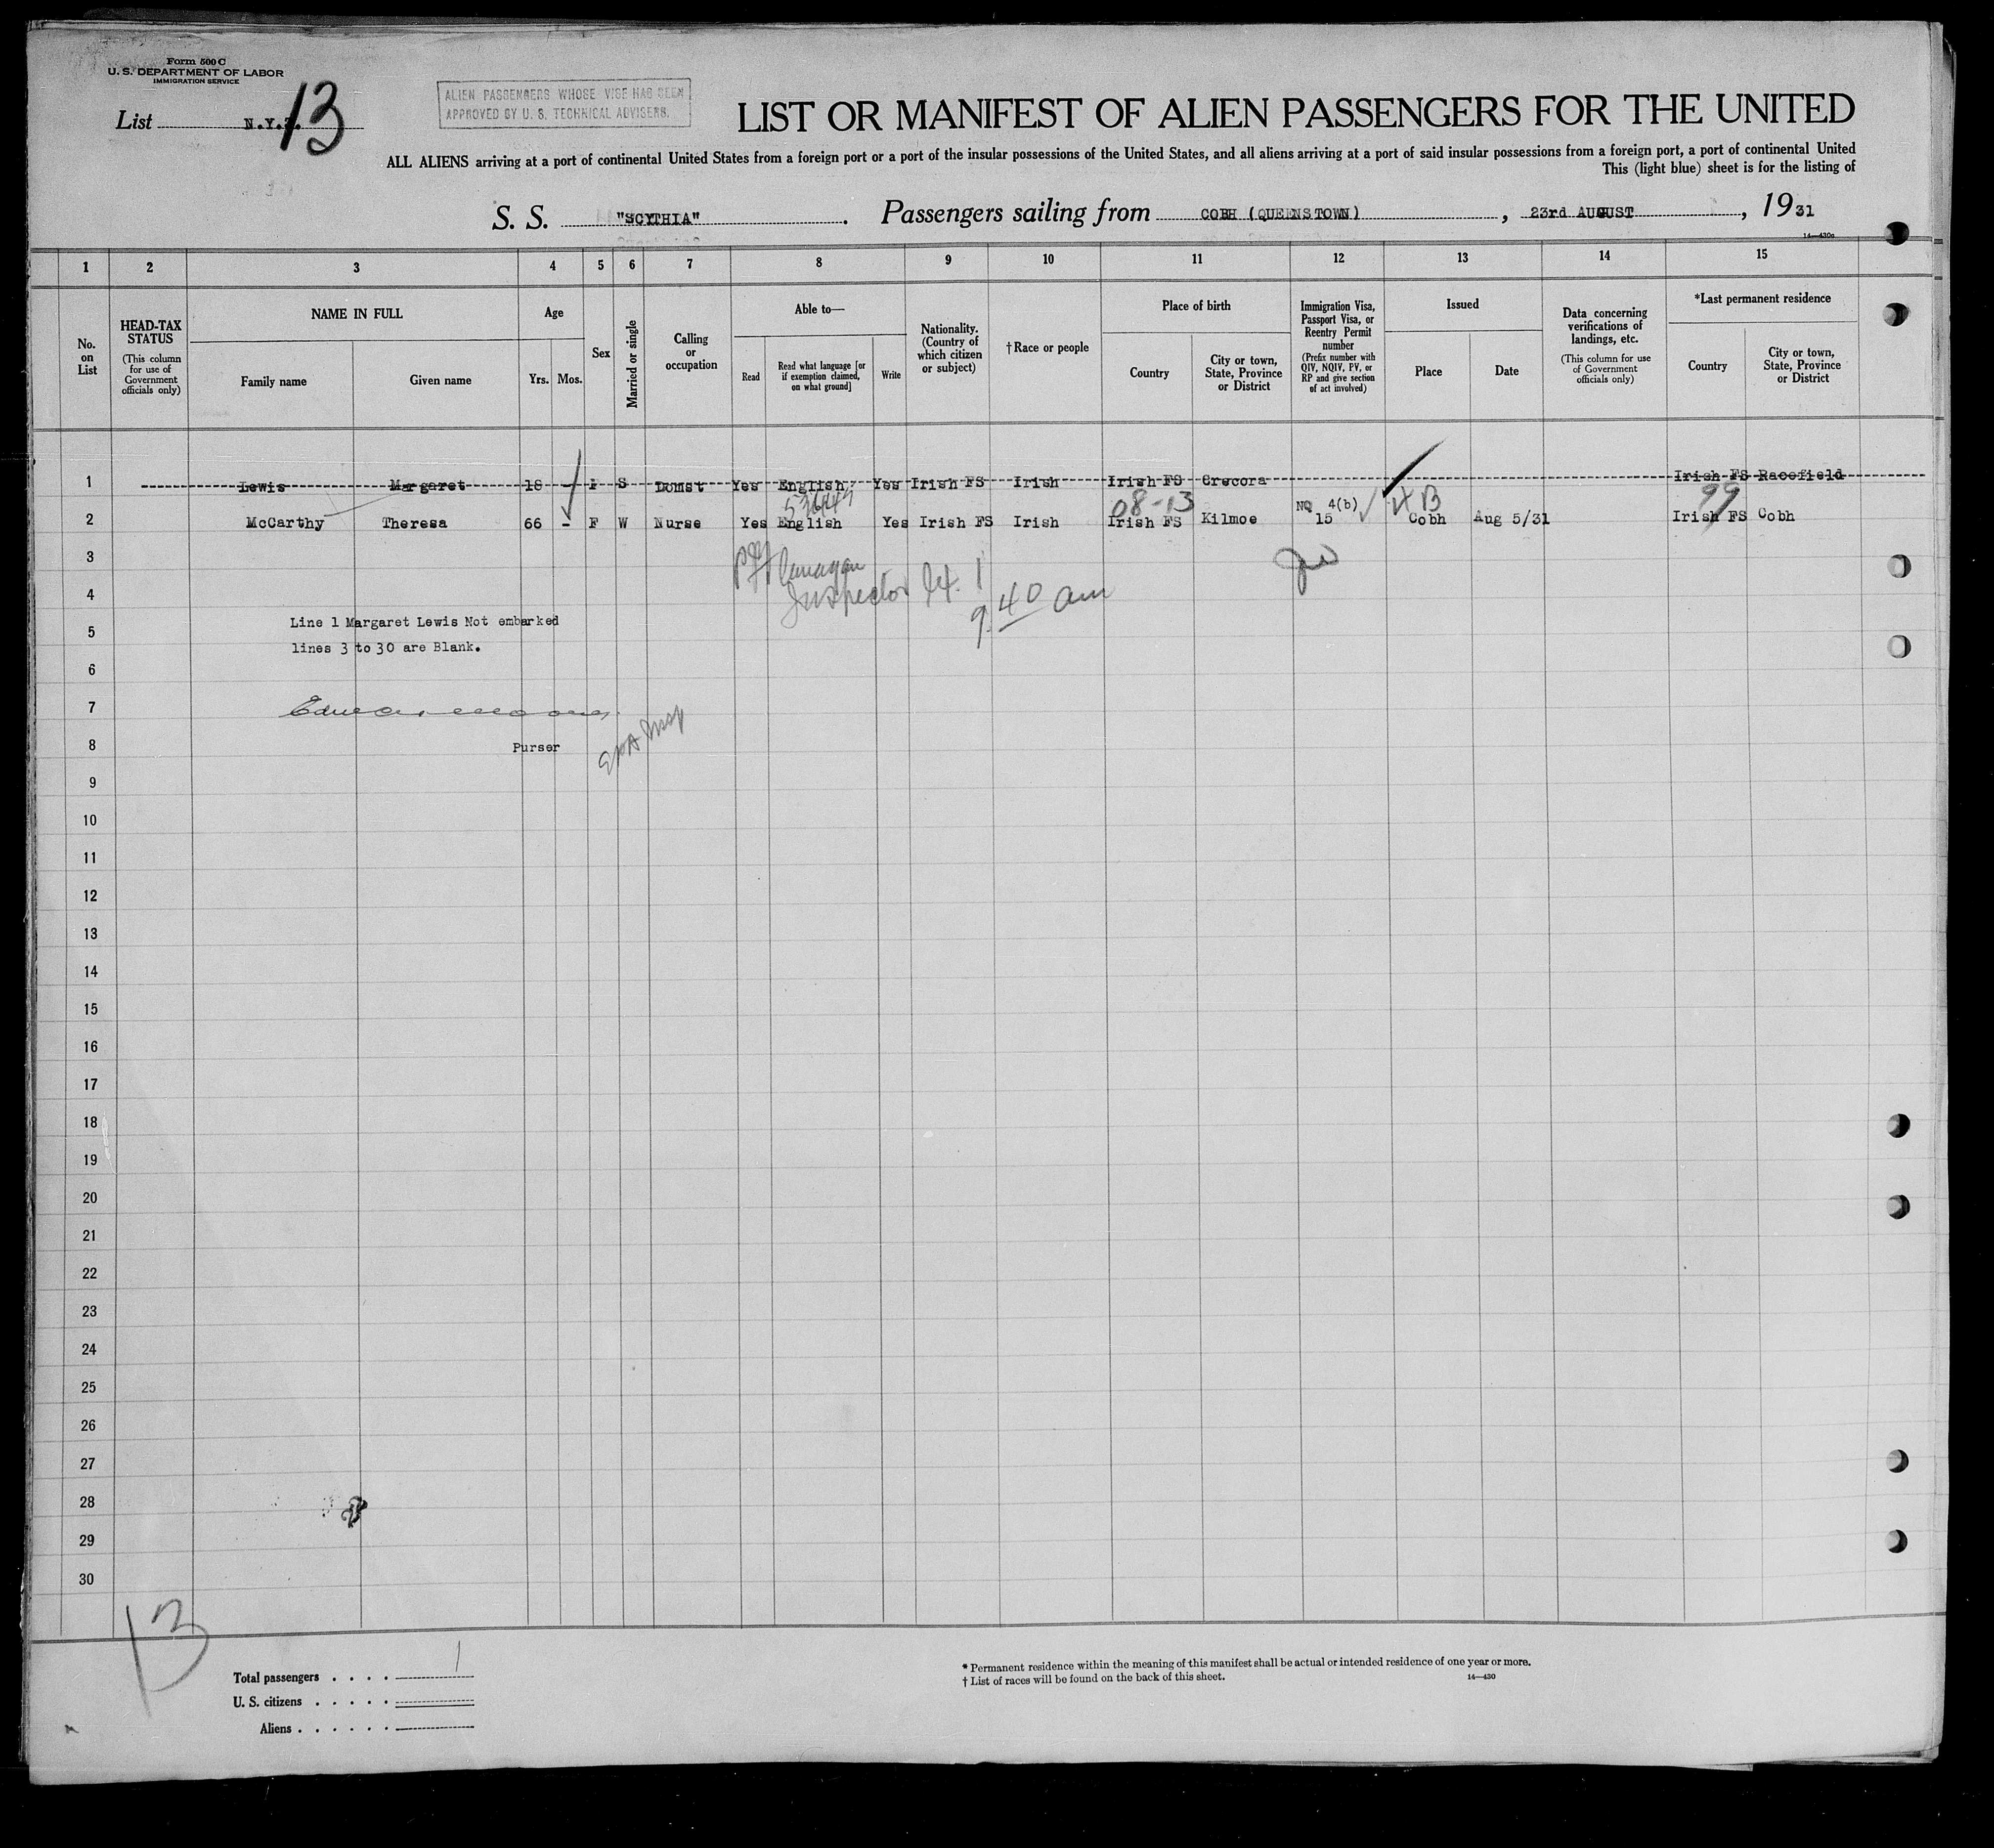 Form 500 C
U. S. DEPARTMENT OF LABOR
IMMIGRATION SERVICE
List N.Y. 13
ALIEN PASSENGERS WHOSE VISE HAS BEEN
APPROVED BY U. S. TECHNICAL ADVISERS.
LIST OR MANIFEST OF ALIEN PASSENGERS FOR THE UNITED
ALL ALIENS arriving at a port of continental United States from a foreign port or a port of the insular possessions of the United States, and all aliens arriving at a port of said insular possessions from a foreign port, a port of continental United
This (light blue) sheet is for the listing of
S. S. "SCYTHIA". Passengers sailing from COBH (QUEENSTOWN), 23rd AUGUST, 1931
14—430c
1 2 3 4 5 6 7 8 9 10 11 12 13 14 15
No. on List
HEAD-TAX STATUS (This column for use of Government officials only)
NAME IN FULL
Family name Given name
Age
Yrs. Mos.
Sex
Married or single
Calling or occupation
Able to—
Read Read what language [or if exemption claimed, on what ground] Write
Nationality. (Country of which citizen or subject)
†Race or people
Place of birth
Country City or town, State, Province or District
Immigration Visa, Passport Visa, or Reentry Permit number (Prefix number with QIV, NQIV, PV, or RP and give section of act involved)
Issued
Place Date
Data concerning verifications of landings, etc. (This column for use of Government officials only)
*Last permanent residence
Country City or town, State, Province or District
1 Lewis Margaret 18 - F S Domst Yes English Yes Irish FS Irish Irish FS Crecora Irish FS Racefield
08-13 NQ 4(b) 99
2 McCarthy Theresa 66 - F W Nurse Yes English Yes Irish FS Irish Irish FS Kilmoe 15 Cobh Aug 5/31 Irish FS Cobh
3
4 Inspector
9.40 am
Line 1 Margaret Lewis Not embarked
5
lines 3 to 30 are Blank.
6
7
8 Purser
9
10
11
12
13
14
15
16
17
18
19
20
21
22
23
24
25
26
27
28
29
30
13
Total passengers . . . . 1
U. S. citizens . . . . .
Aliens . . . . . .
* Permanent residence within the meaning of this manifest shall be actual or intended residence of one year or more.
† List of races will be found on the back of this sheet. 14—430